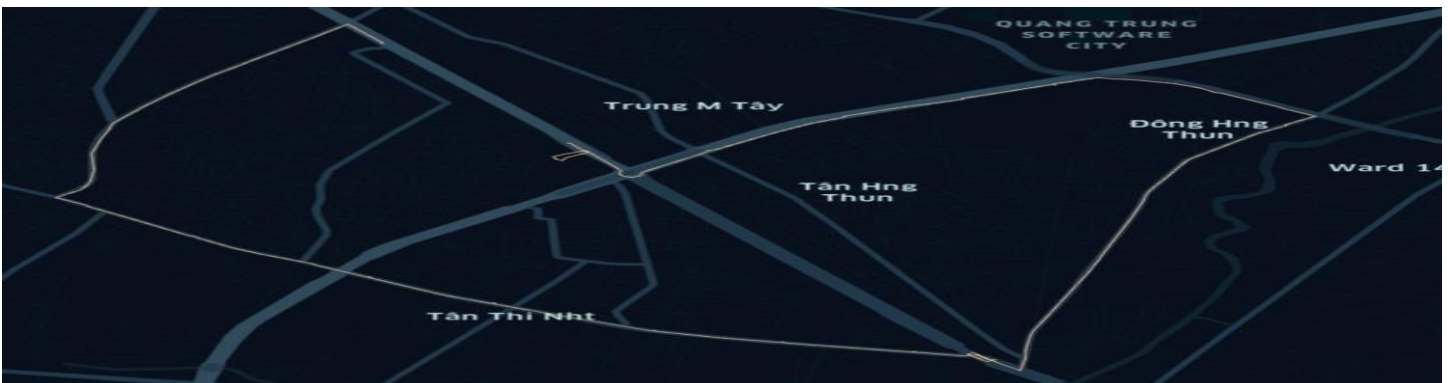 QUANG TRUNG
SOFTWARE
CITY
Trung M Tây
Đông Hng
Thun
Ward 14
Tân Hng
Thun
Tân Thi Nht